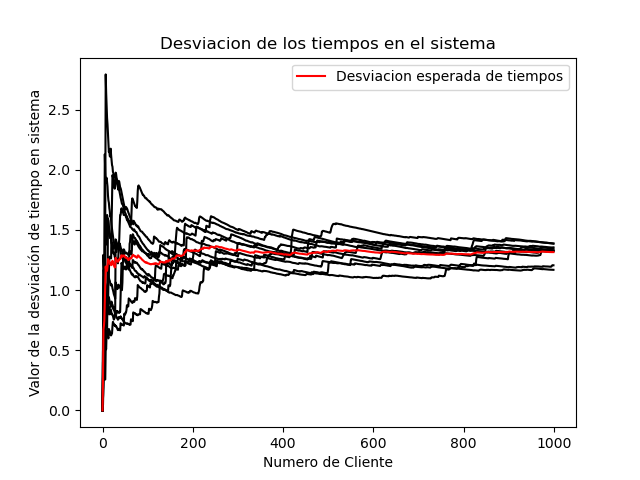 Desviacion de los tiempos en el sistema
Desviacion esperada de tiempos
Valor de la desviación de tiempo en sistema
2.5
2.0
1.5
1.0
0.5
0.0
0 200 400 600 800 1000
Numero de Cliente